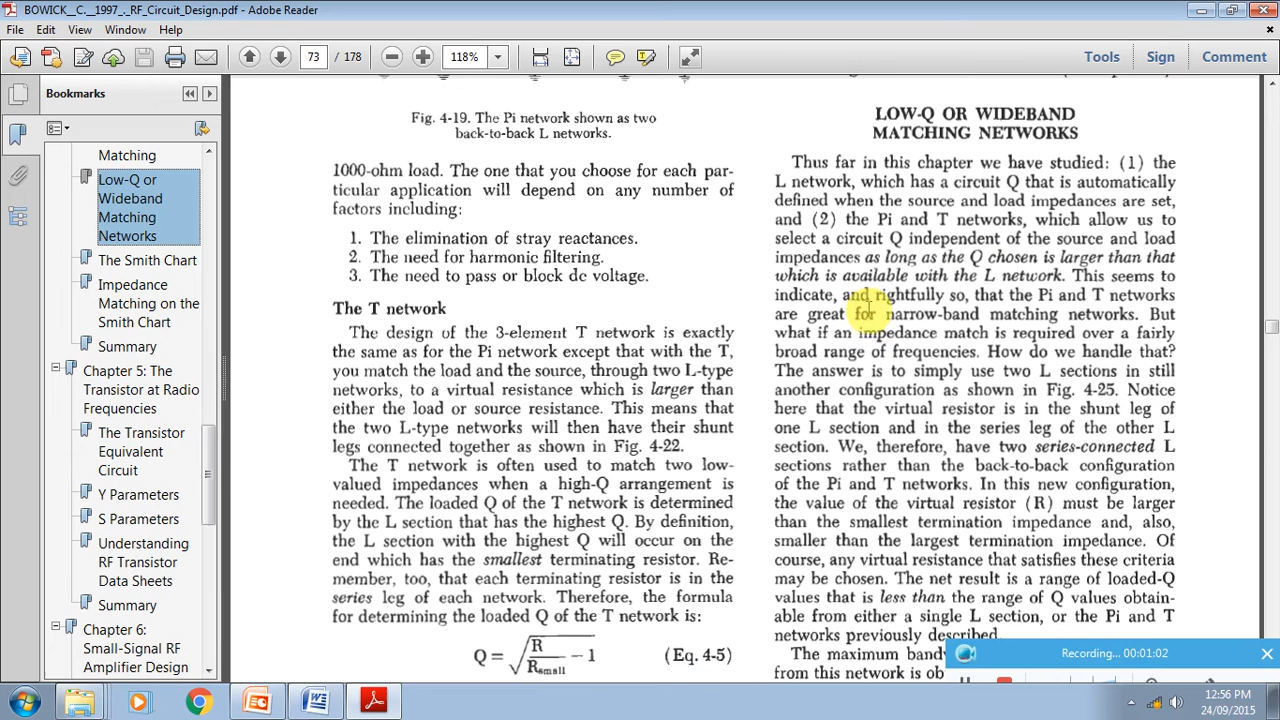 BOWICK__C.__1997_._RF_Circuit_Design.pdf - Adobe Reader
File Edit View Window Help
73 / 178
118%
Tools Sign Comment
Bookmarks
Matching
Low-Q or
Wideband
Matching
Networks
The Smith Chart
Impedance
Matching on the
Smith Chart
Summary
Chapter 5: The
Transistor at Radio
Frequencies
The Transistor
Equivalent
Circuit
Y Parameters
S Parameters
Understanding
RF Transistor
Data Sheets
Summary
Chapter 6:
Small-Signal RF
Amplifier Design
Fig. 4-19. The Pi network shown as two
back-to-back L networks.
1000-ohm load. The one that you choose for each par-
ticular application will depend on any number of
factors including:
1. The elimination of stray reactances.
2. The need for harmonic filtering.
3. The need to pass or block dc voltage.
The T network
The design of the 3-element T network is exactly
the same as for the Pi network except that with the T,
you match the load and the source, through two L-type
networks, to a virtual resistance which is larger than
either the load or source resistance. This means that
the two L-type networks will then have their shunt
legs connected together as shown in Fig. 4-22.
The T network is often used to match two low-
valued impedances when a high-Q arrangement is
needed. The loaded Q of the T network is determined
by the L section that has the highest Q. By definition,
the L section with the highest Q will occur on the
end which has the smallest terminating resistor. Re-
member, too, that each terminating resistor is in the
series leg of each network. Therefore, the formula
for determining the loaded Q of the T network is:
Q = √(R/Rsmall − 1) (Eq. 4-5)
LOW-Q OR WIDEBAND
MATCHING NETWORKS
Thus far in this chapter we have studied: (1) the
L network, which has a circuit Q that is automatically
defined when the source and load impedances are set,
and (2) the Pi and T networks, which allow us to
select a circuit Q independent of the source and load
impedances as long as the Q chosen is larger than that
which is available with the L network. This seems to
indicate, and rightfully so, that the Pi and T networks
are great for narrow-band matching networks. But
what if an impedance match is required over a fairly
broad range of frequencies. How do we handle that?
The answer is to simply use two L sections in still
another configuration as shown in Fig. 4-25. Notice
here that the virtual resistor is in the shunt leg of
one L section and in the series leg of the other L
section. We, therefore, have two series-connected L
sections rather than the back-to-back configuration
of the Pi and T networks. In this new configuration,
the value of the virtual resistor (R) must be larger
than the smallest termination impedance and, also,
smaller than the largest termination impedance. Of
course, any virtual resistance that satisfies these criteria
may be chosen. The net result is a range of loaded-Q
values that is less than the range of Q values obtain-
able from either a single L section, or the Pi and T
networks previously described.
The maximum bandw
from this network is ob
Recording... 00:01:02
12:56 PM
24/09/2015